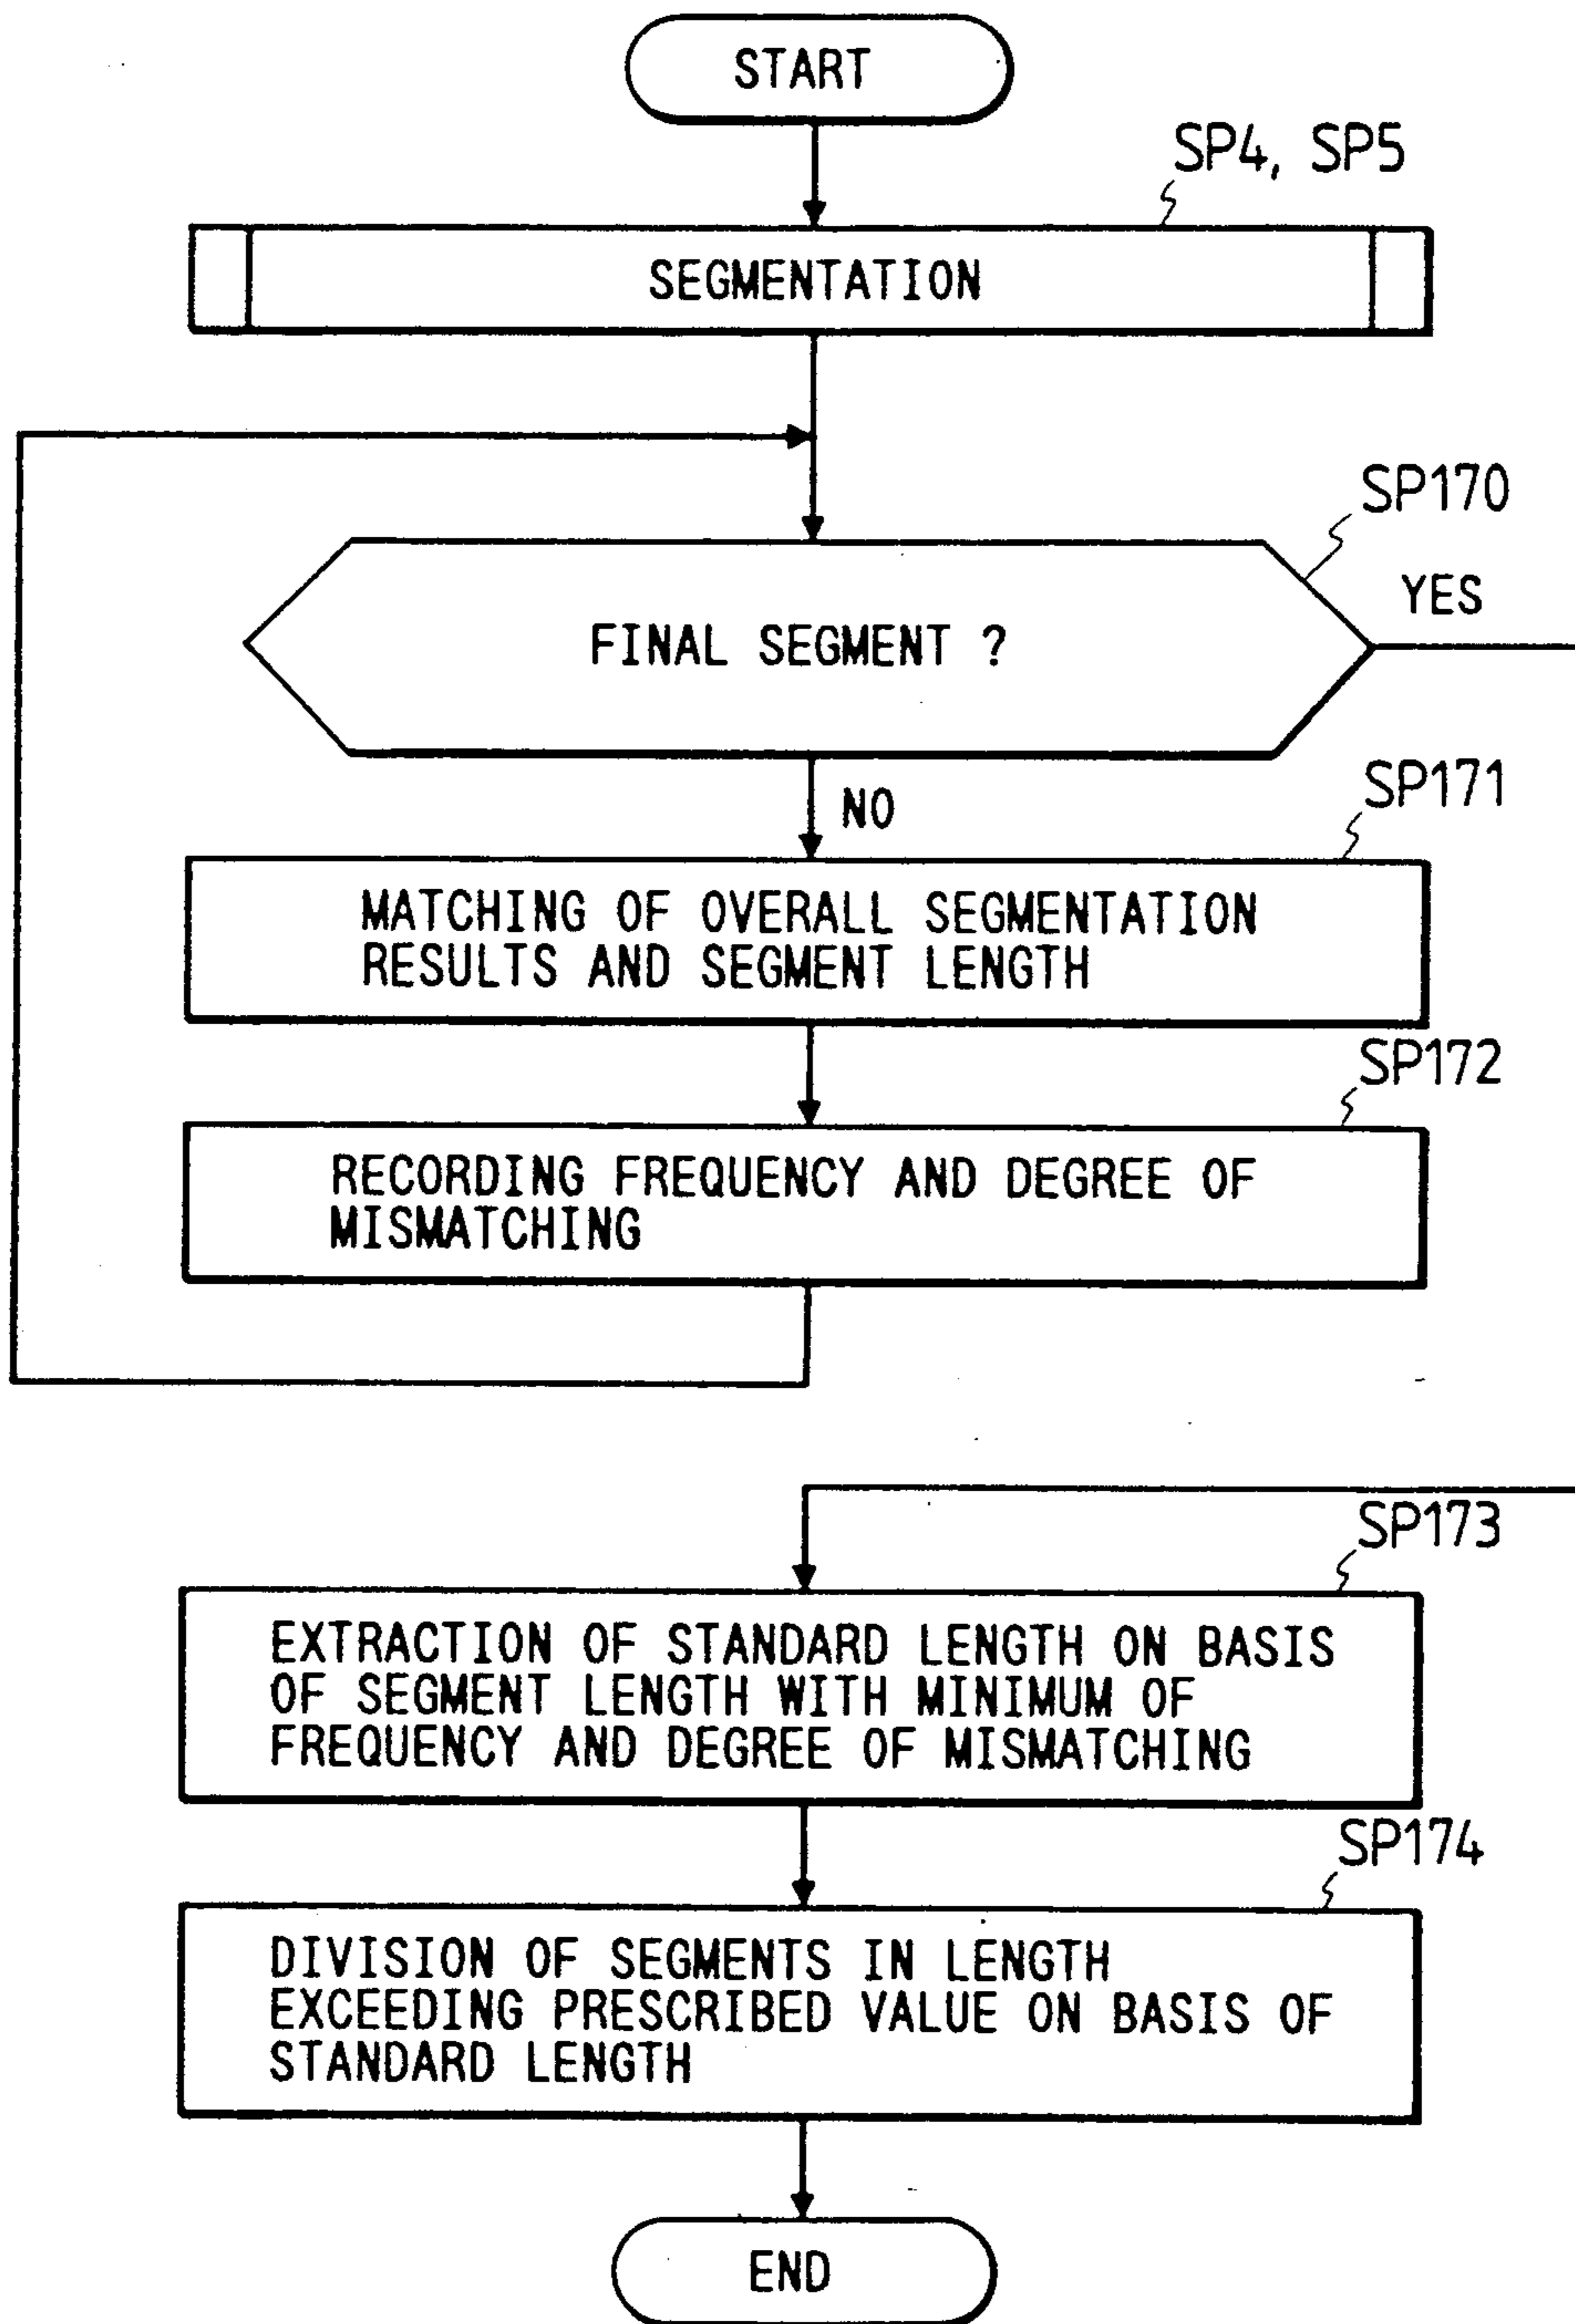 START
SP4, SP5
SEGMENTATION
SP170
YES
FINAL SEGMENT ?
NO
SP171
MATCHING OF OVERALL SEGMENTATION
RESULTS AND SEGMENT LENGTH
SP172
RECORDING FREQUENCY AND DEGREE OF
MISMATCHING
SP173
EXTRACTION OF STANDARD LENGTH ON BASIS
OF SEGMENT LENGTH WITH MINIMUM OF
FREQUENCY AND DEGREE OF MISMATCHING
SP174
DIVISION OF SEGMENTS IN LENGTH
EXCEEDING PRESCRIBED VALUE ON BASIS OF
STANDARD LENGTH
END